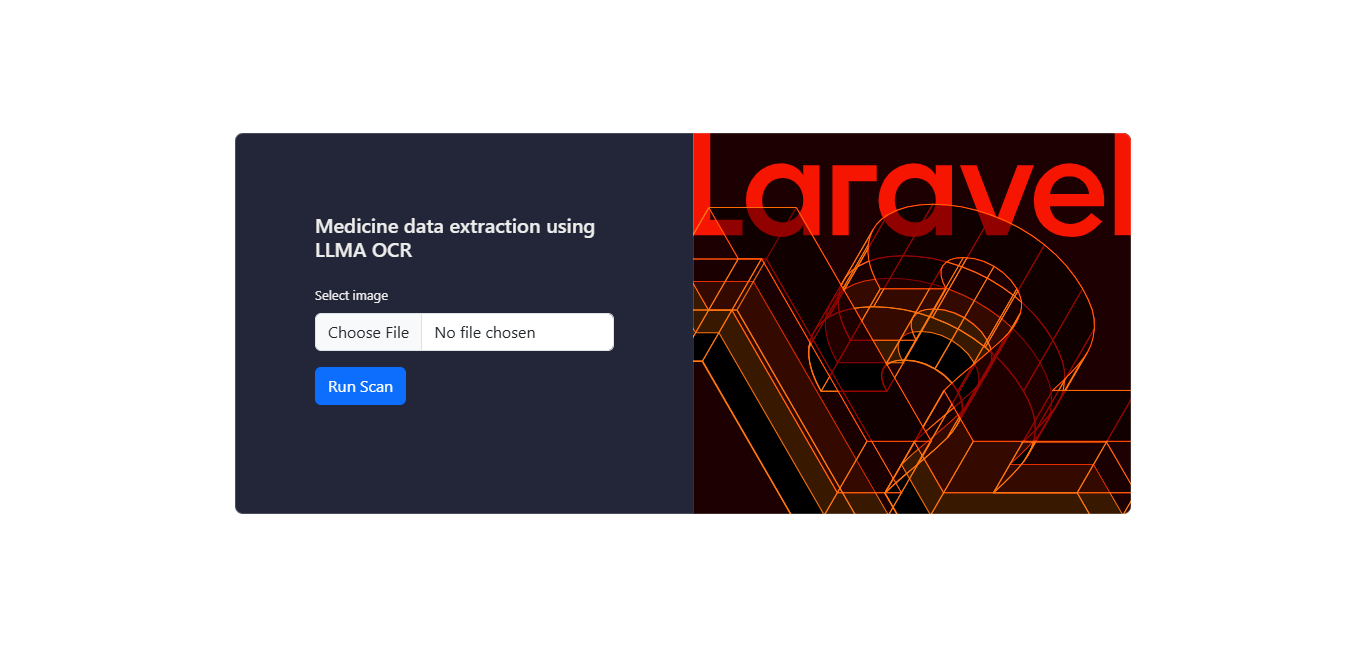 Medicine data extraction using
LLMA OCR
Select image
Choose File No file chosen
Run Scan
Laravel